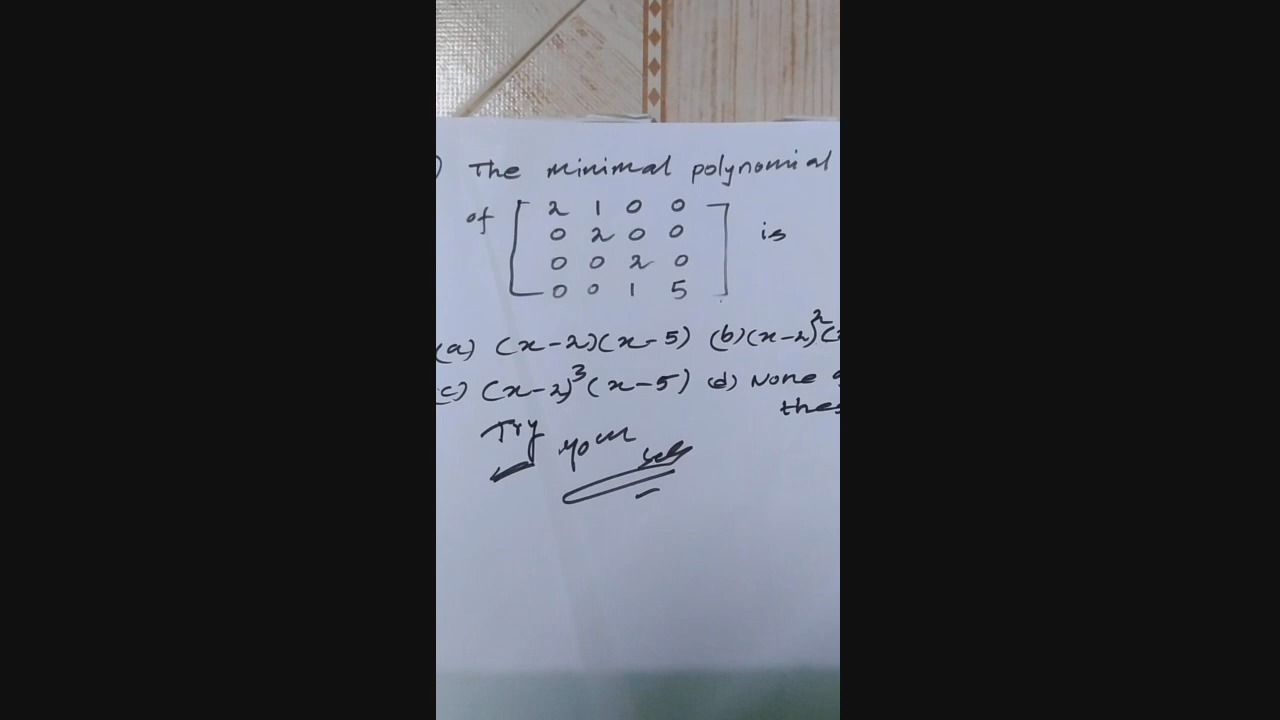 ) The minimal polynomial
of [ 2 1 0 0
0 2 0 0
0 0 2 0
0 0 1 5 ] is
(a) (x-2)(x-5) (b) (x-2)²(
(c) (x-2)³(x-5) (d) None
thes
Try your self